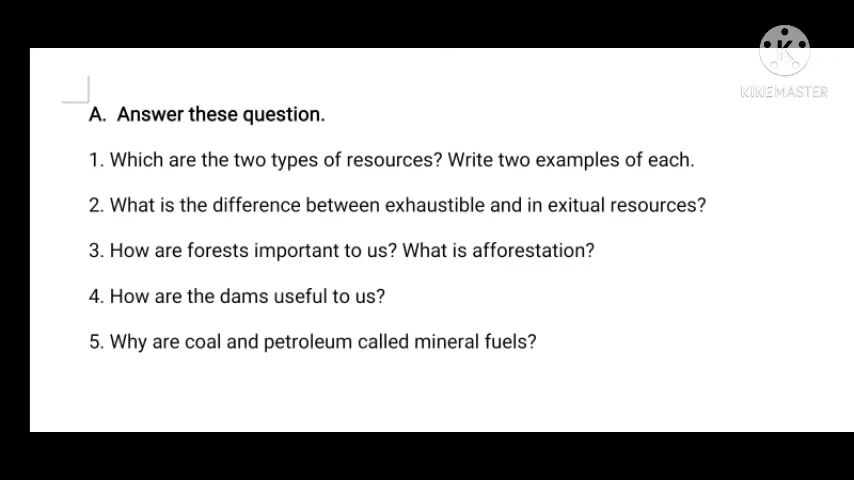 KINEMASTER
A. Answer these question.
1. Which are the two types of resources? Write two examples of each.
2. What is the difference between exhaustible and in exitual resources?
3. How are forests important to us? What is afforestation?
4. How are the dams useful to us?
5. Why are coal and petroleum called mineral fuels?